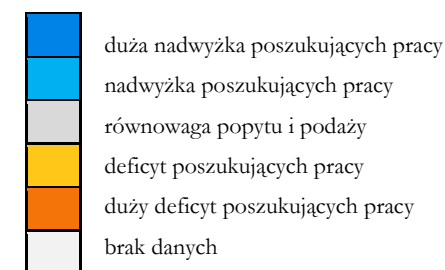 duża nadwyżka poszukujących pracy
nadwyżka poszukujących pracy
równowaga popytu i podaży
deficyt poszukujących pracy
duży deficyt poszukujących pracy
brak danych